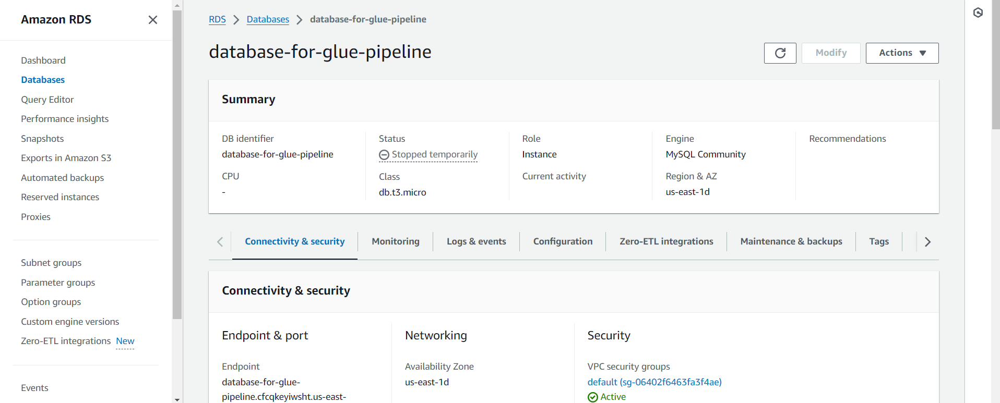 Amazon RDS
Dashboard
Databases
Query Editor
Performance insights
Snapshots
Exports in Amazon S3
Automated backups
Reserved instances
Proxies
Subnet groups
Parameter groups
Option groups
Custom engine versions
Zero-ETL integrations New
Events
RDS > Databases > database-for-glue-pipeline
database-for-glue-pipeline
Modify
Actions
Summary
DB identifier
database-for-glue-pipeline
CPU
-
Status
Stopped temporarily
Class
db.t3.micro
Role
Instance
Current activity
Engine
MySQL Community
Region & AZ
us-east-1d
Recommendations
Connectivity & security
Monitoring
Logs & events
Configuration
Zero-ETL integrations
Maintenance & backups
Tags
Connectivity & security
Endpoint & port
Endpoint
database-for-glue-
pipeline.cfcqkeyiwsht.us-east-
Networking
Availability Zone
us-east-1d
Security
VPC security groups
default (sg-06402f6463fa3f4ae)
Active